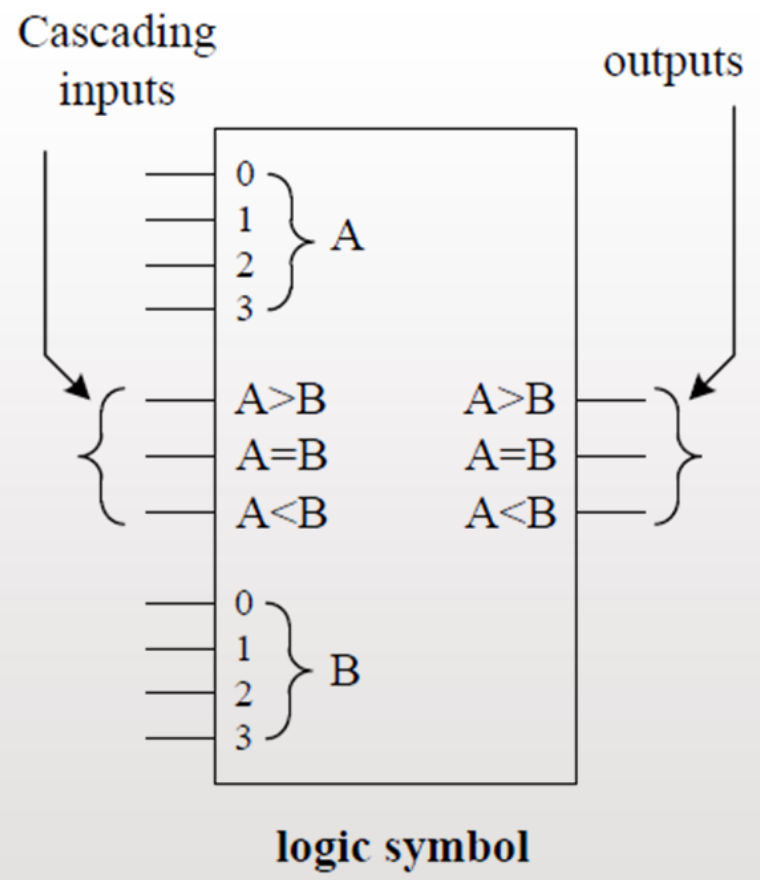 Cascading
inputs
outputs
0
1
2
3
A
A>B
A=B
A<B
A>B
A=B
A<B
0
1
2
3
B
logic symbol